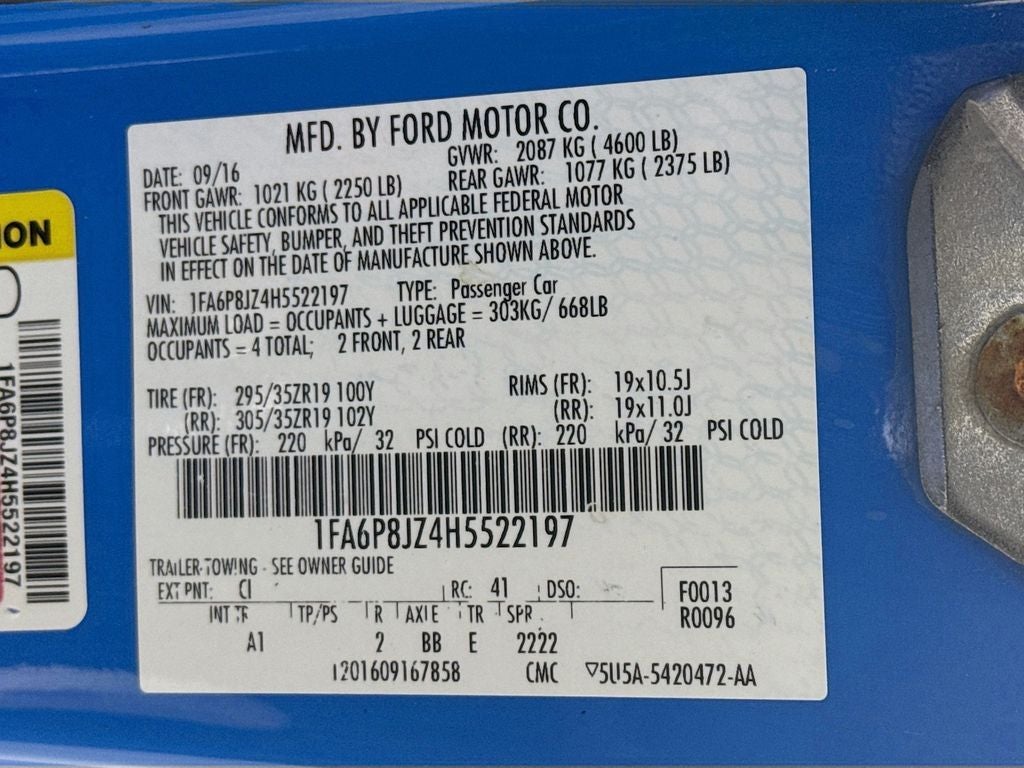 MFD. BY FORD MOTOR CO.
DATE: 09/16 GVWR: 2087 KG ( 4600 LB)
FRONT GAWR: 1021 KG ( 2250 LB) REAR GAWR: 1077 KG ( 2375 LB)
THIS VEHICLE CONFORMS TO ALL APPLICABLE FEDERAL MOTOR
VEHICLE SAFETY, BUMPER, AND THEFT PREVENTION STANDARDS
IN EFFECT ON THE DATE OF MANUFACTURE SHOWN ABOVE.
VIN: 1FA6P8JZ4H5522197 TYPE: Passenger Car
MAXIMUM LOAD = OCCUPANTS + LUGGAGE = 303KG/ 668LB
OCCUPANTS = 4 TOTAL; 2 FRONT, 2 REAR
TIRE (FR): 295/35ZR19 100Y RIMS (FR): 19x10.5J
(RR): 305/35ZR19 102Y (RR): 19x11.0J
PRESSURE (FR): 220 kPa/ 32 PSI COLD (RR): 220 kPa/ 32 PSI COLD
1FA6P8JZ4H5522197
TRAILER TOWING - SEE OWNER GUIDE
EXT PNT: CI RC: 41 DSO: F0013
INT TR TP/PS R AXLE TR SPR R0096
A1 2 BB E 2222
1201609167858 CMC ▽5U5A-5420472-AA
ION
1FA6P8JZ4H5522197